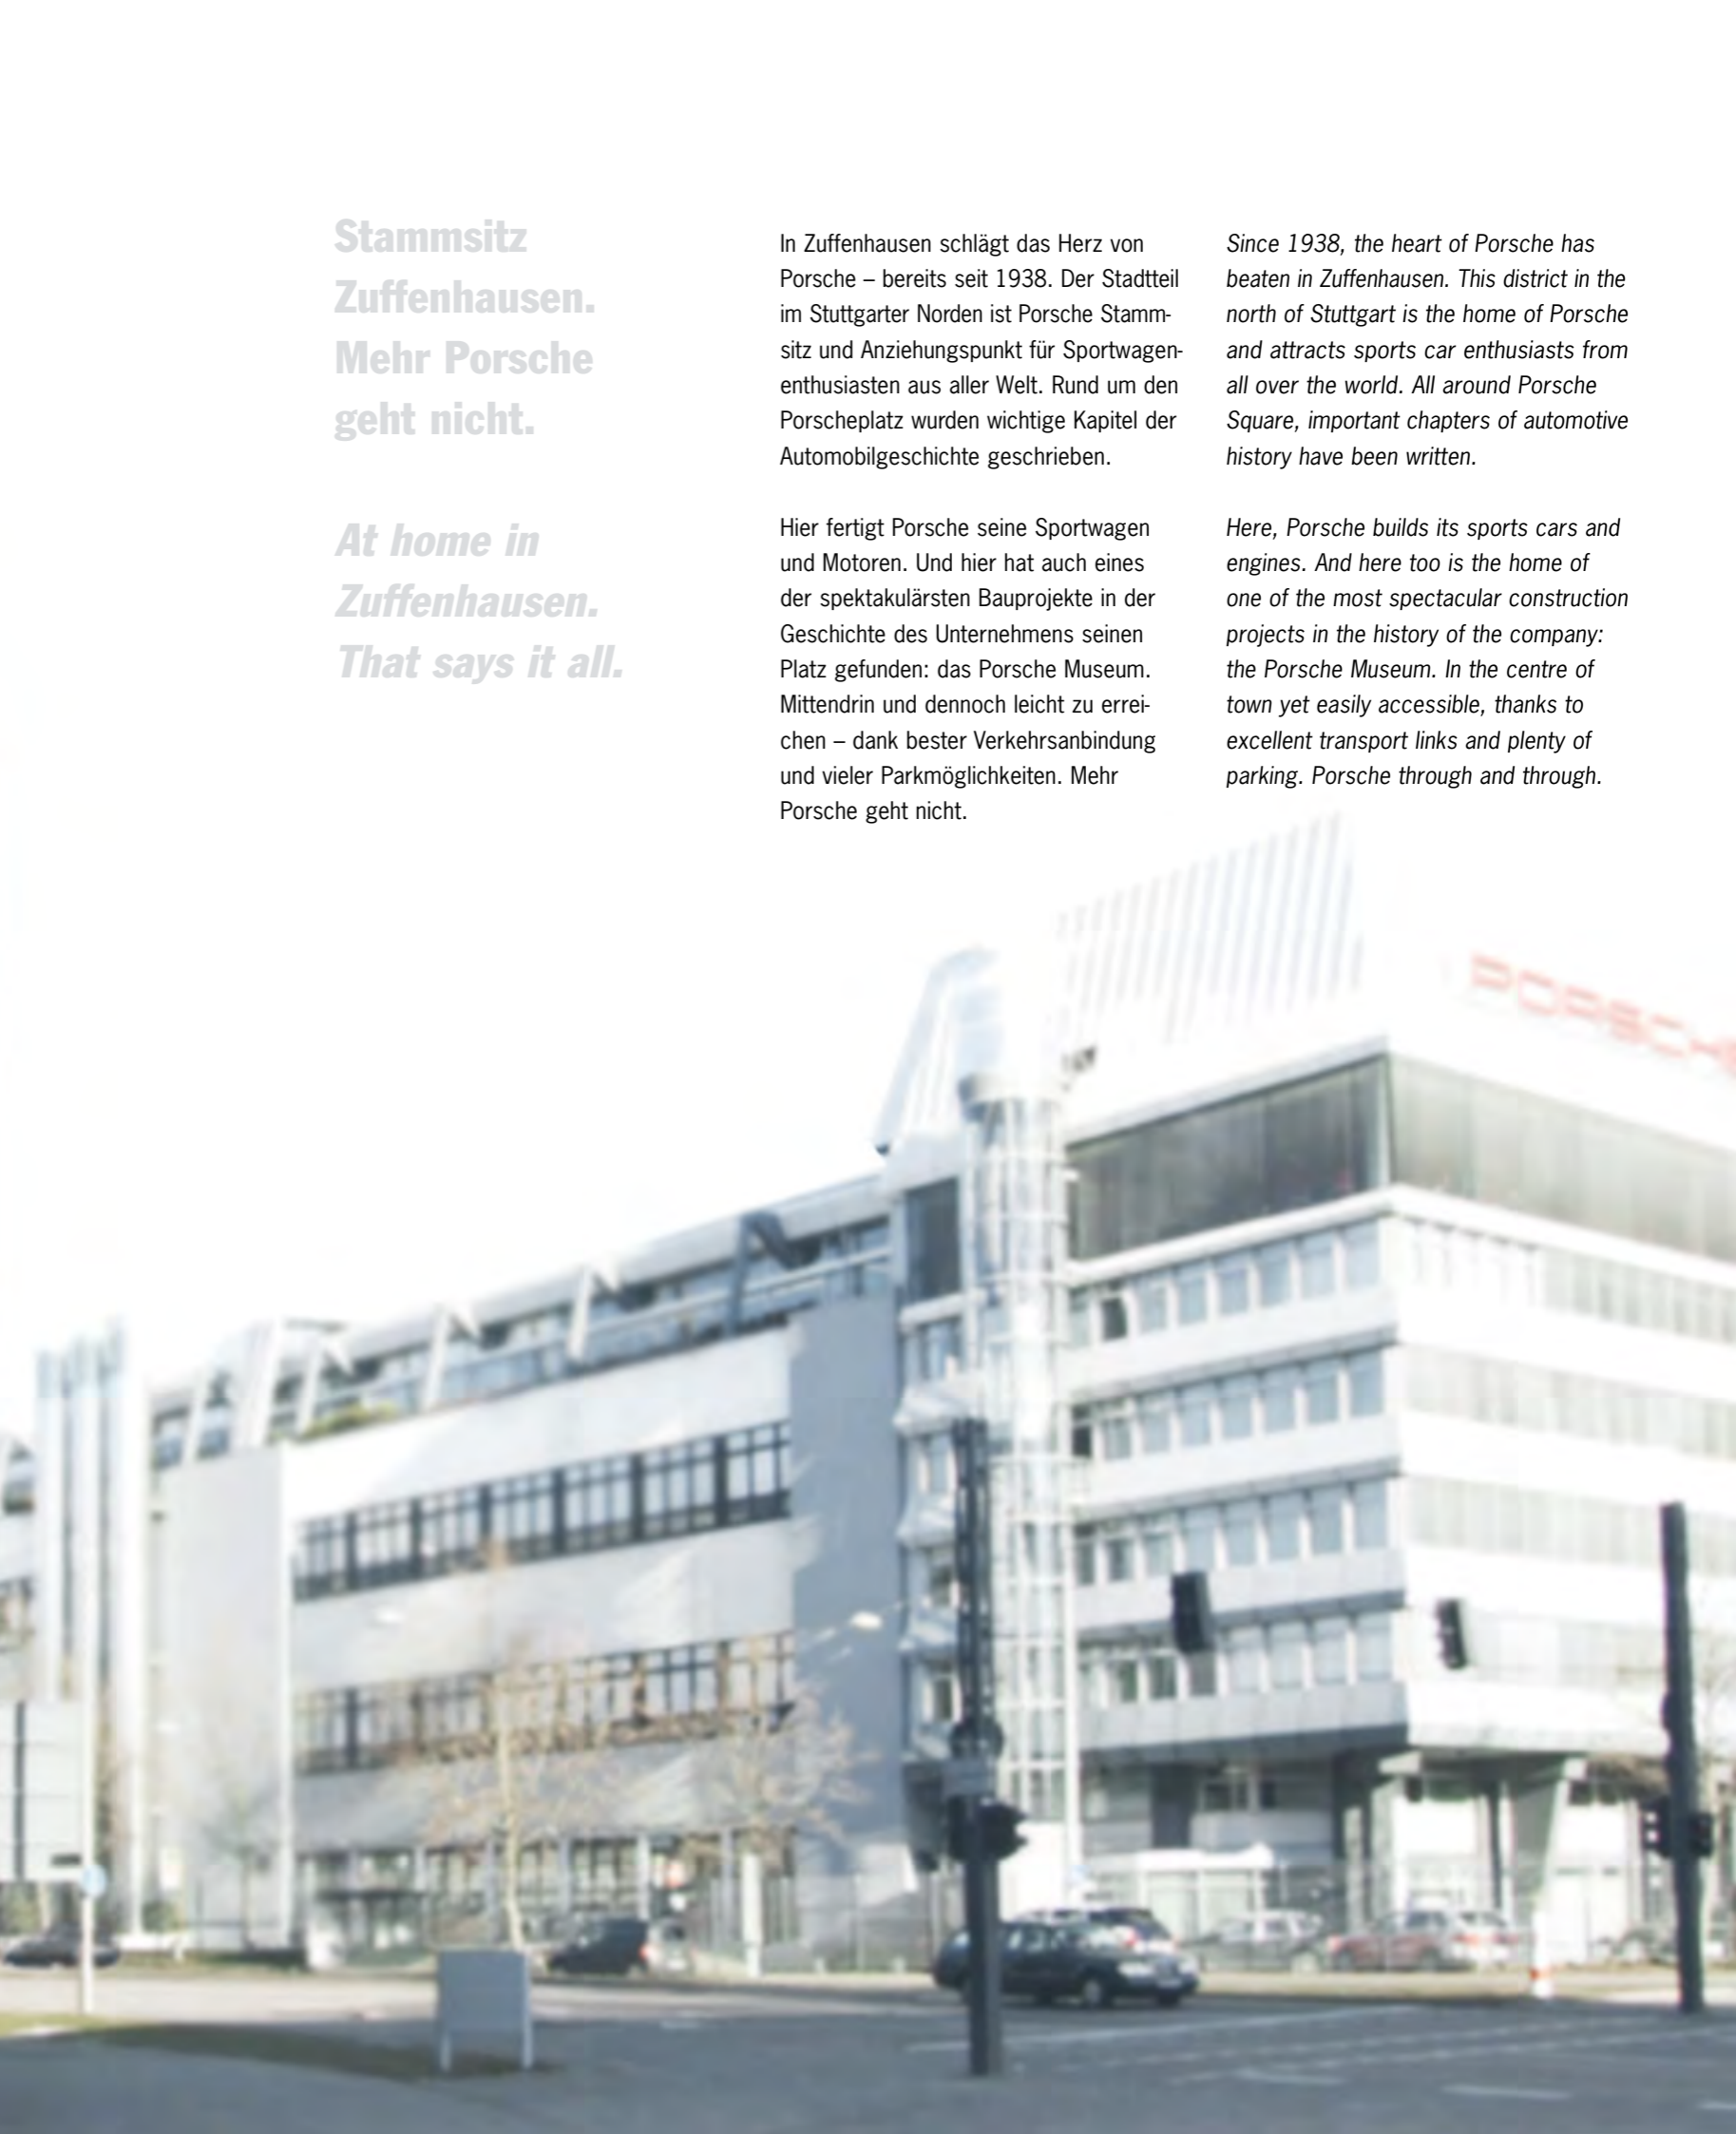 Stammsitz
Zuffenhausen.
Mehr Porsche
geht nicht.
At home in
Zuffenhausen.
That says it all.
In Zuffenhausen schlägt das Herz von
Porsche – bereits seit 1938. Der Stadtteil
im Stuttgarter Norden ist Porsche Stamm-
sitz und Anziehungspunkt für Sportwagen-
enthusiasten aus aller Welt. Rund um den
Porscheplatz wurden wichtige Kapitel der
Automobilgeschichte geschrieben.
Hier fertigt Porsche seine Sportwagen
und Motoren. Und hier hat auch eines
der spektakulärsten Bauprojekte in der
Geschichte des Unternehmens seinen
Platz gefunden: das Porsche Museum.
Mittendrin und dennoch leicht zu errei-
chen – dank bester Verkehrsanbindung
und vieler Parkmöglichkeiten. Mehr
Porsche geht nicht.
Since 1938, the heart of Porsche has
beaten in Zuffenhausen. This district in the
north of Stuttgart is the home of Porsche
and attracts sports car enthusiasts from
all over the world. All around Porsche
Square, important chapters of automotive
history have been written.
Here, Porsche builds its sports cars and
engines. And here too is the home of
one of the most spectacular construction
projects in the history of the company:
the Porsche Museum. In the centre of
town yet easily accessible, thanks to
excellent transport links and plenty of
parking. Porsche through and through.
PORSCHE